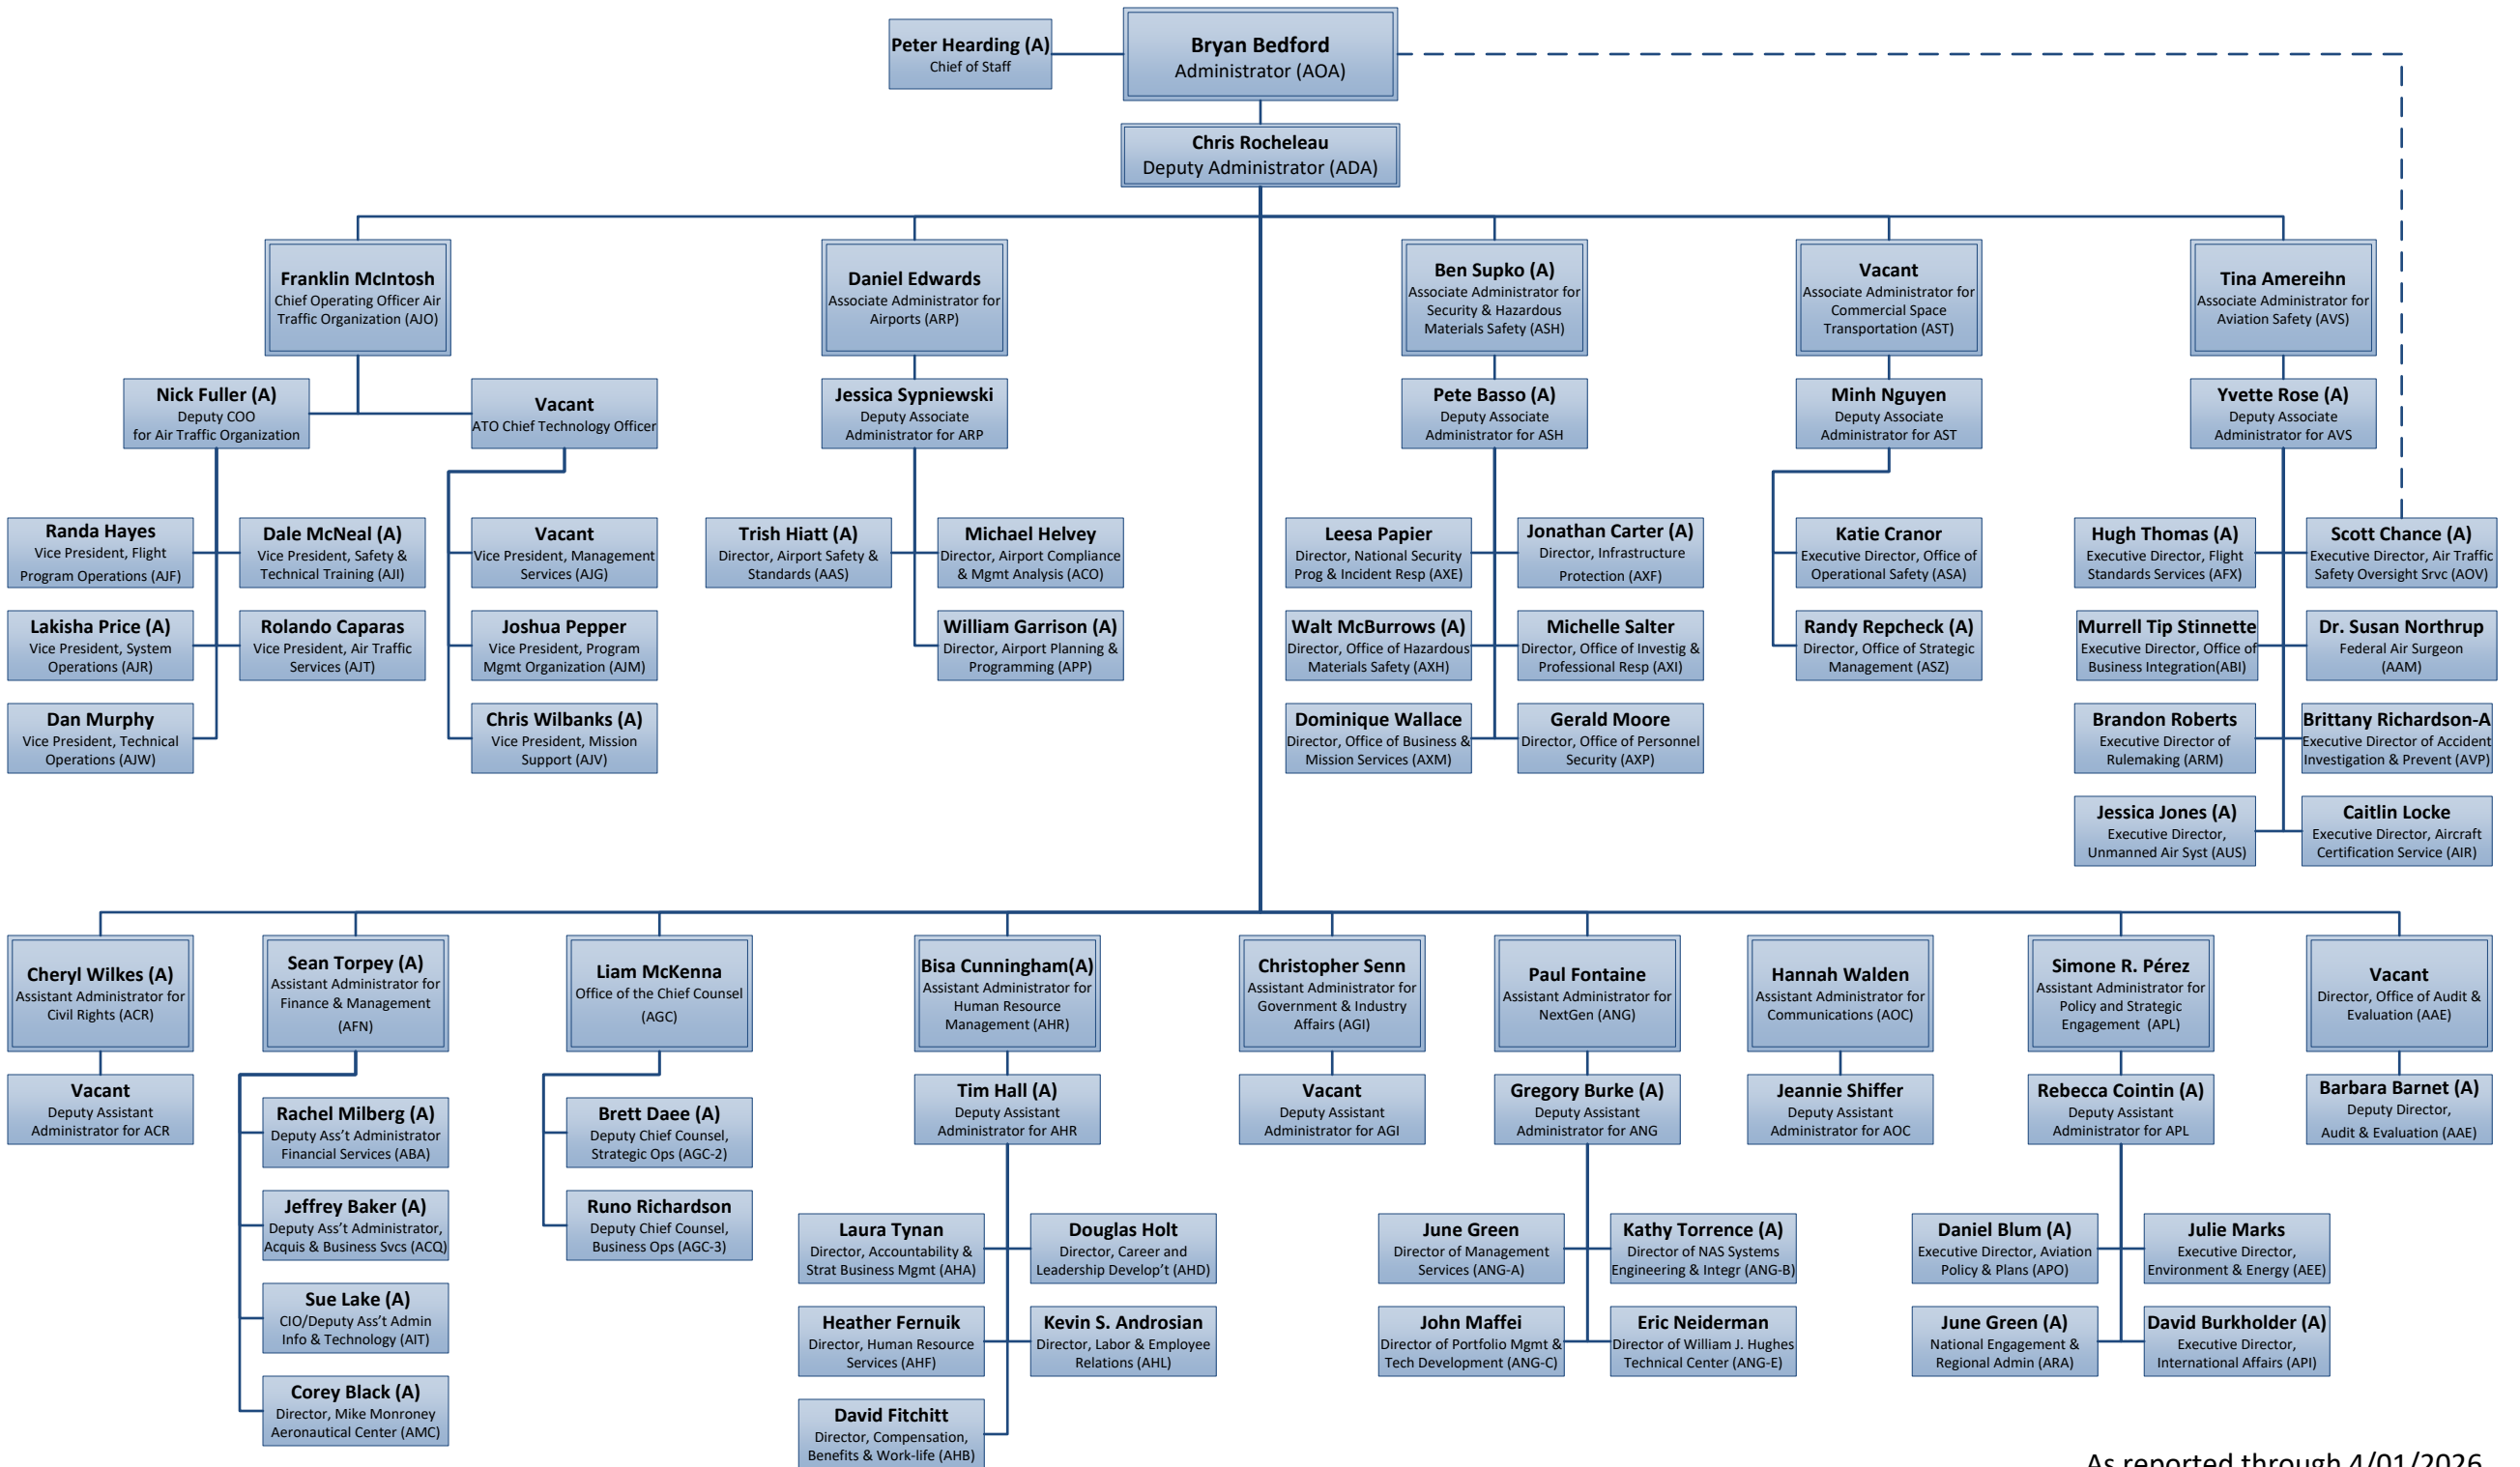 Peter Hearding (A)
Chief of Staff
Bryan Bedford
Administrator (AOA)
Chris Rocheleau
Deputy Administrator (ADA)
Franklin McIntosh
Chief Operating Officer Air
Traffic Organization (AJO)
Daniel Edwards
Associate Administrator for
Airports (ARP)
Ben Supko (A)
Associate Administrator for
Security & Hazardous
Materials Safety (ASH)
Vacant
Associate Administrator for
Commercial Space
Transportation (AST)
Tina Amereihn
Associate Administrator for
Aviation Safety (AVS)
Nick Fuller (A)
Deputy COO
for Air Traffic Organization
Vacant
ATO Chief Technology Officer
Jessica Sypniewski
Deputy Associate
Administrator for ARP
Pete Basso (A)
Deputy Associate
Administrator for ASH
Minh Nguyen
Deputy Associate
Administrator for AST
Yvette Rose (A)
Deputy Associate
Administrator for AVS
Randa Hayes
Vice President, Flight
Program Operations (AJF)
Dale McNeal (A)
Vice President, Safety &
Technical Training (AJI)
Vacant
Vice President, Management
Services (AJG)
Trish Hiatt (A)
Director, Airport Safety &
Standards (AAS)
Michael Helvey
Director, Airport Compliance
& Mgmt Analysis (ACO)
Leesa Papier
Director, National Security
Prog & Incident Resp (AXE)
Jonathan Carter (A)
Director, Infrastructure
Protection (AXF)
Katie Cranor
Executive Director, Office of
Operational Safety (ASA)
Hugh Thomas (A)
Executive Director, Flight
Standards Services (AFX)
Scott Chance (A)
Executive Director, Air Traffic
Safety Oversight Srvc (AOV)
Lakisha Price (A)
Vice President, System
Operations (AJR)
Rolando Caparas
Vice President, Air Traffic
Services (AJT)
Joshua Pepper
Vice President, Program
Mgmt Organization (AJM)
William Garrison (A)
Director, Airport Planning &
Programming (APP)
Walt McBurrows (A)
Director, Office of Hazardous
Materials Safety (AXH)
Michelle Salter
Director, Office of Investig &
Professional Resp (AXI)
Randy Repcheck (A)
Director, Office of Strategic
Management (ASZ)
Murrell Tip Stinnette
Executive Director, Office of
Business Integration(ABI)
Dr. Susan Northrup
Federal Air Surgeon
(AAM)
Dan Murphy
Vice President, Technical
Operations (AJW)
Chris Wilbanks (A)
Vice President, Mission
Support (AJV)
Dominique Wallace
Director, Office of Business &
Mission Services (AXM)
Gerald Moore
Director, Office of Personnel
Security (AXP)
Brandon Roberts
Executive Director of
Rulemaking (ARM)
Brittany Richardson-A
Executive Director of Accident
Investigation & Prevent (AVP)
Jessica Jones (A)
Executive Director,
Unmanned Air Syst (AUS)
Caitlin Locke
Executive Director, Aircraft
Certification Service (AIR)
Cheryl Wilkes (A)
Assistant Administrator for
Civil Rights (ACR)
Sean Torpey (A)
Assistant Administrator for
Finance & Management
(AFN)
Liam McKenna
Office of the Chief Counsel
(AGC)
Bisa Cunningham(A)
Assistant Administrator for
Human Resource
Management (AHR)
Christopher Senn
Assistant Administrator for
Government & Industry
Affairs (AGI)
Paul Fontaine
Assistant Administrator for
NextGen (ANG)
Hannah Walden
Assistant Administrator for
Communications (AOC)
Simone R. Pérez
Assistant Administrator for
Policy and Strategic
Engagement (APL)
Vacant
Director, Office of Audit &
Evaluation (AAE)
Vacant
Deputy Assistant
Administrator for ACR
Rachel Milberg (A)
Deputy Ass't Administrator
Financial Services (ABA)
Brett Daee (A)
Deputy Chief Counsel,
Strategic Ops (AGC-2)
Tim Hall (A)
Deputy Assistant
Administrator for AHR
Vacant
Deputy Assistant
Administrator for AGI
Gregory Burke (A)
Deputy Assistant
Administrator for ANG
Jeannie Shiffer
Deputy Assistant
Administrator for AOC
Rebecca Cointin (A)
Deputy Assistant
Administrator for APL
Barbara Barnet (A)
Deputy Director,
Audit & Evaluation (AAE)
Jeffrey Baker (A)
Deputy Ass't Administrator,
Acquis & Business Svcs (ACQ)
Runo Richardson
Deputy Chief Counsel,
Business Ops (AGC-3)
Laura Tynan
Director, Accountability &
Strat Business Mgmt (AHA)
Douglas Holt
Director, Career and
Leadership Develop't (AHD)
June Green
Director of Management
Services (ANG-A)
Kathy Torrence (A)
Director of NAS Systems
Engineering & Integr (ANG-B)
Daniel Blum (A)
Executive Director, Aviation
Policy & Plans (APO)
Julie Marks
Executive Director,
Environment & Energy (AEE)
Sue Lake (A)
CIO/Deputy Ass't Admin
Info & Technology (AIT)
Heather Fernuik
Director, Human Resource
Services (AHF)
Kevin S. Androsian
Director, Labor & Employee
Relations (AHL)
John Maffei
Director of Portfolio Mgmt &
Tech Development (ANG-C)
Eric Neiderman
Director of William J. Hughes
Technical Center (ANG-E)
June Green (A)
National Engagement &
Regional Admin (ARA)
David Burkholder (A)
Executive Director,
International Affairs (API)
Corey Black (A)
Director, Mike Monroney
Aeronautical Center (AMC)
David Fitchitt
Director, Compensation,
Benefits & Work-life (AHB)
As reported through 4/01/2026